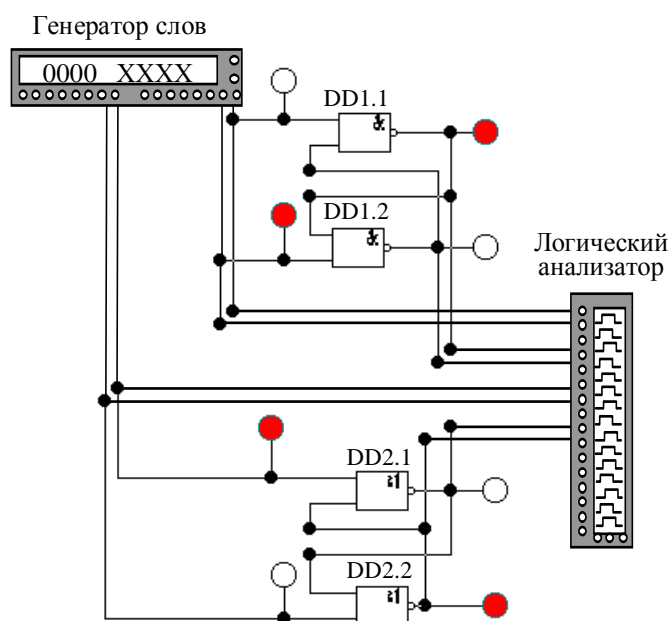 Генератор слов
0000 XXXX
DD1.1
&
DD1.2
&
Логический
анализатор
DD2.1
≥1
DD2.2
≥1